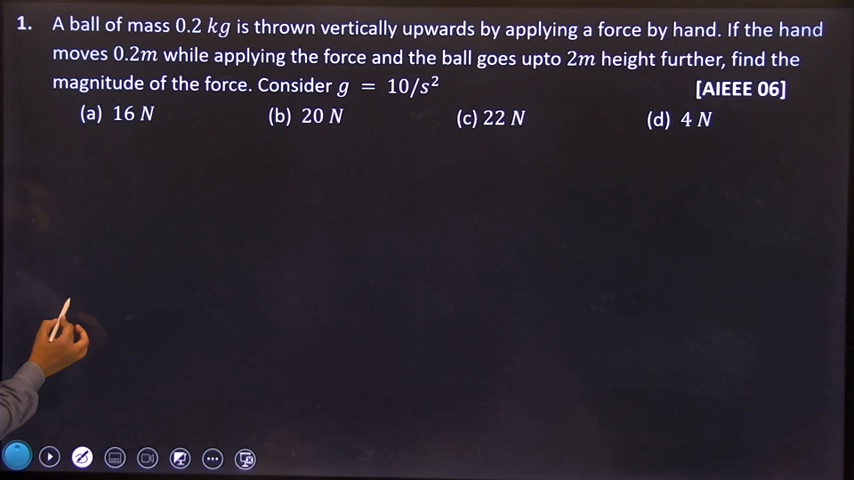 1. A ball of mass 0.2 kg is thrown vertically upwards by applying a force by hand. If the hand
moves 0.2m while applying the force and the ball goes upto 2m height further, find the
magnitude of the force. Consider g = 10/s² [AIEEE 06]
(a) 16 N (b) 20 N (c) 22 N (d) 4 N